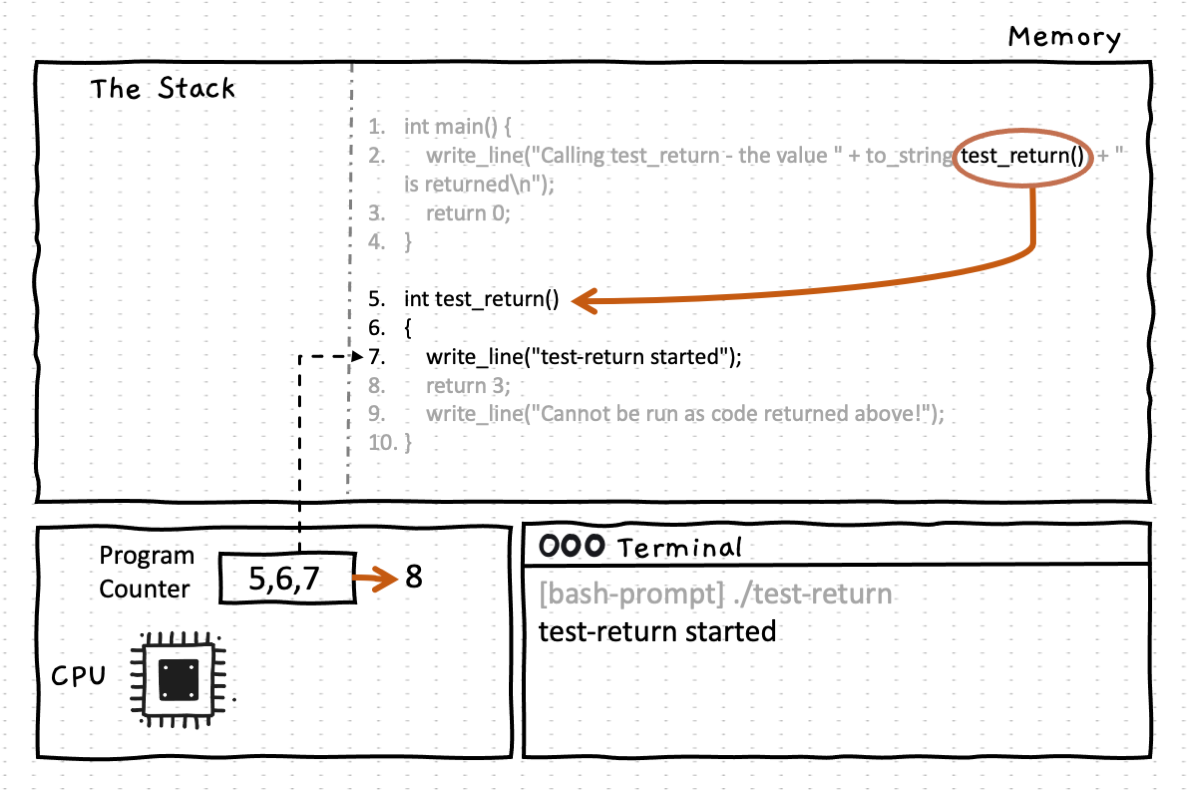 Memory
The Stack
1. int main() {
2. write_line("Calling test_return - the value " + to_string test_return() + "
is returned\n");
3. return 0;
4. }
5. int test_return()
6. {
7. write_line("test-return started");
8. return 3;
9. write_line("Cannot be run as code returned above!");
10. }
Program
Counter
5,6,7
8
CPU
Terminal
[bash-prompt] ./test-return
test-return started